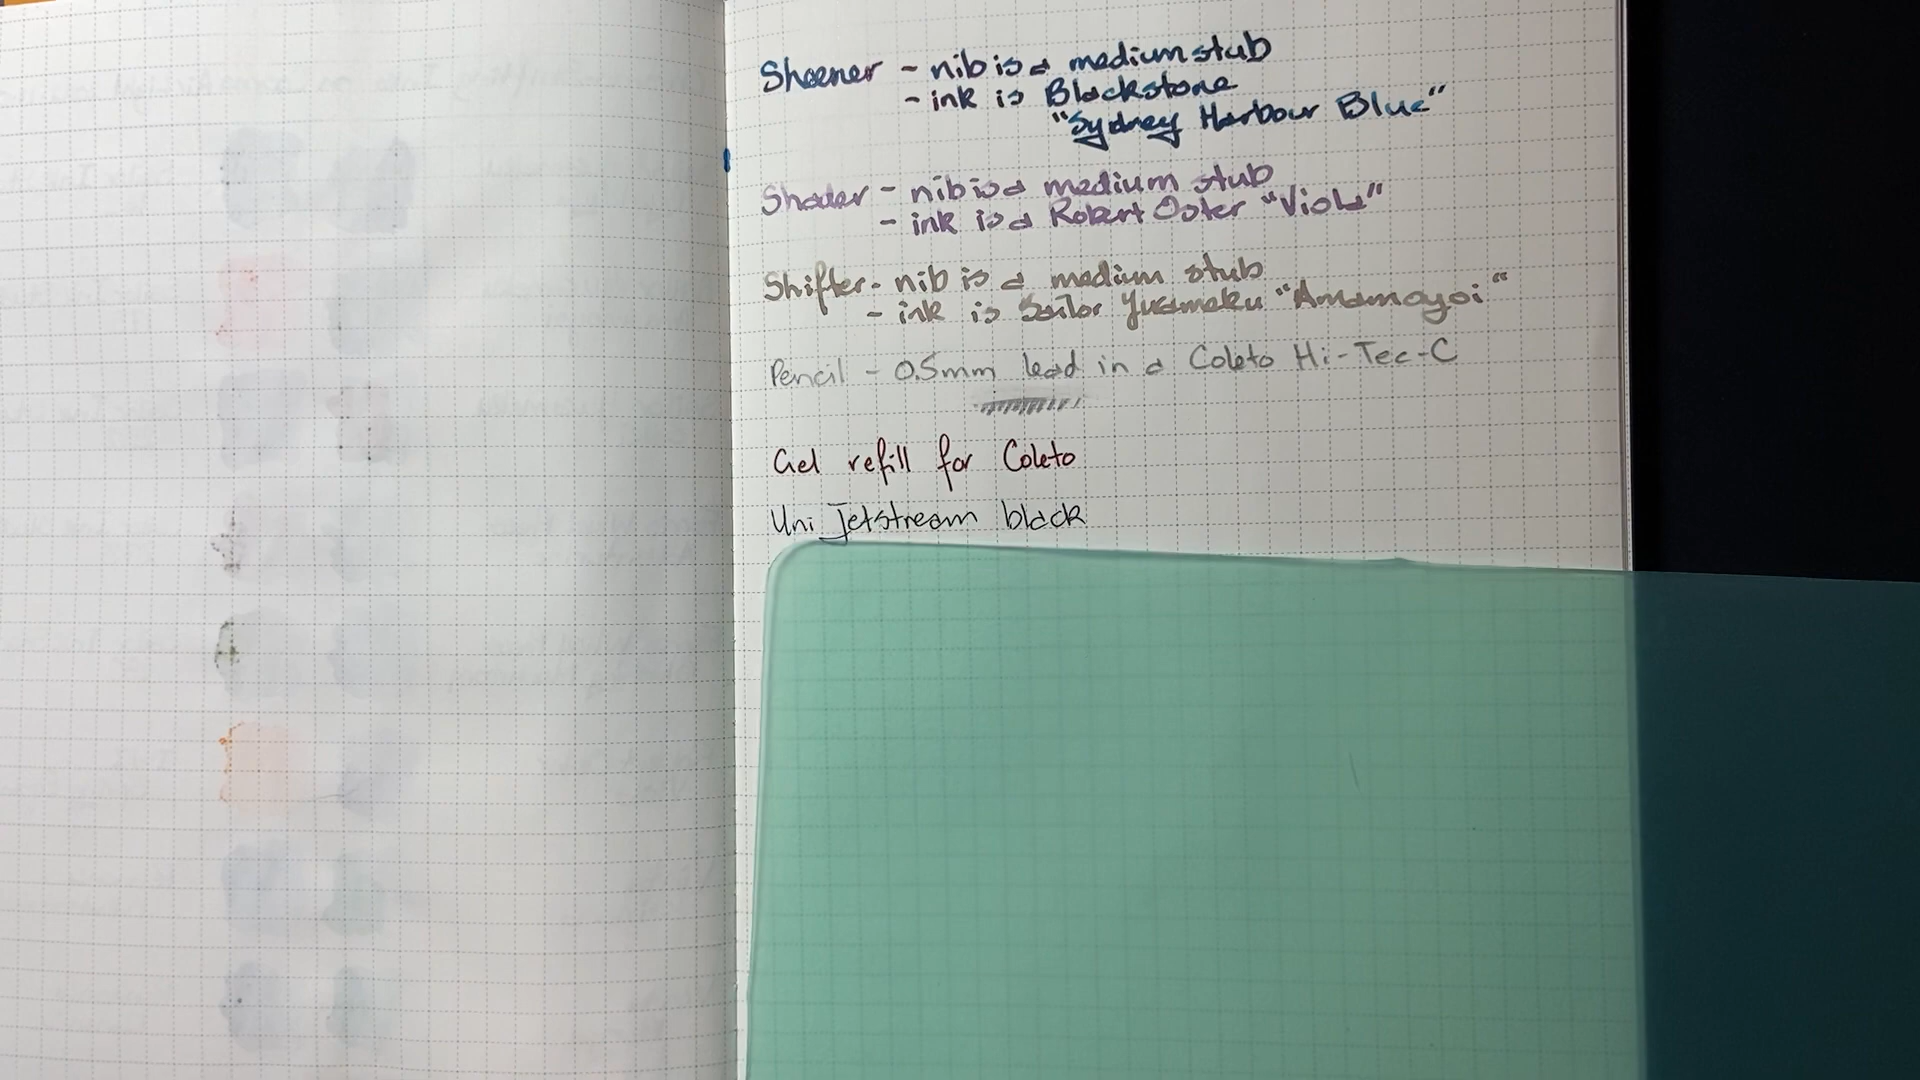 Sheener - nib is a medium stub
- ink is Blackstone
"Sydney Harbour Blue"
Shader - nib is a medium stub
- ink is a Robert Oster "Viola"
Shifter - nib is a medium stub
- ink is Sailor Yurameku "Amamoyoi"
Pencil - 0.5mm lead in a Coleto Hi-Tec-C
Gel refill for Coleto
Uni Jetstream black